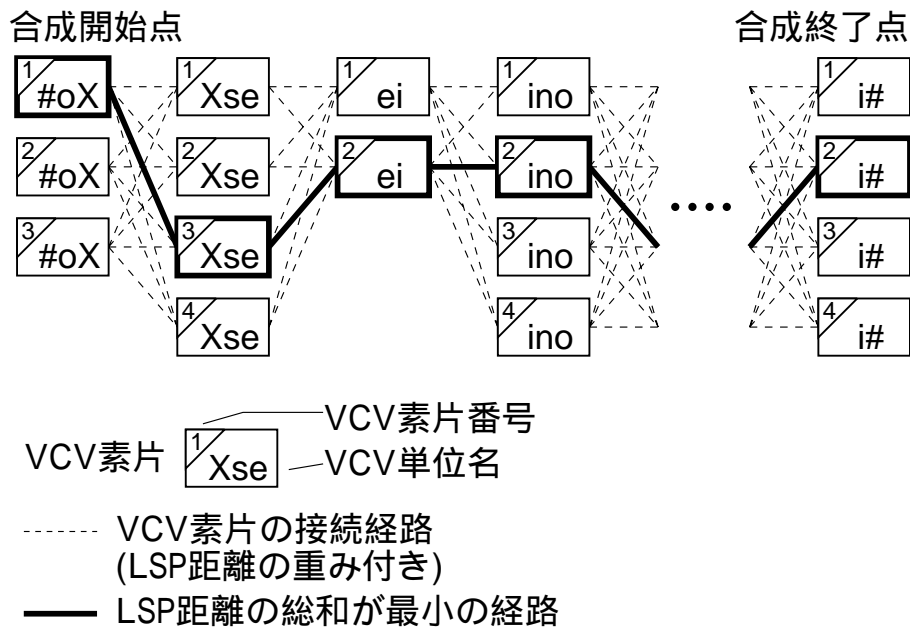 合成開始点 合成終了点
1 1 1 1 1
#oX Xse ei ino i#
2 2 2 2 2
#oX Xse ei ino i#
3 3 3 3
#oX Xse ino i#
4 4 4
Xse ino i#
VCV素片番号
VCV素片 1 Xse VCV単位名
VCV素片の接続経路
(LSP距離の重み付き)
LSP距離の総和が最小の経路